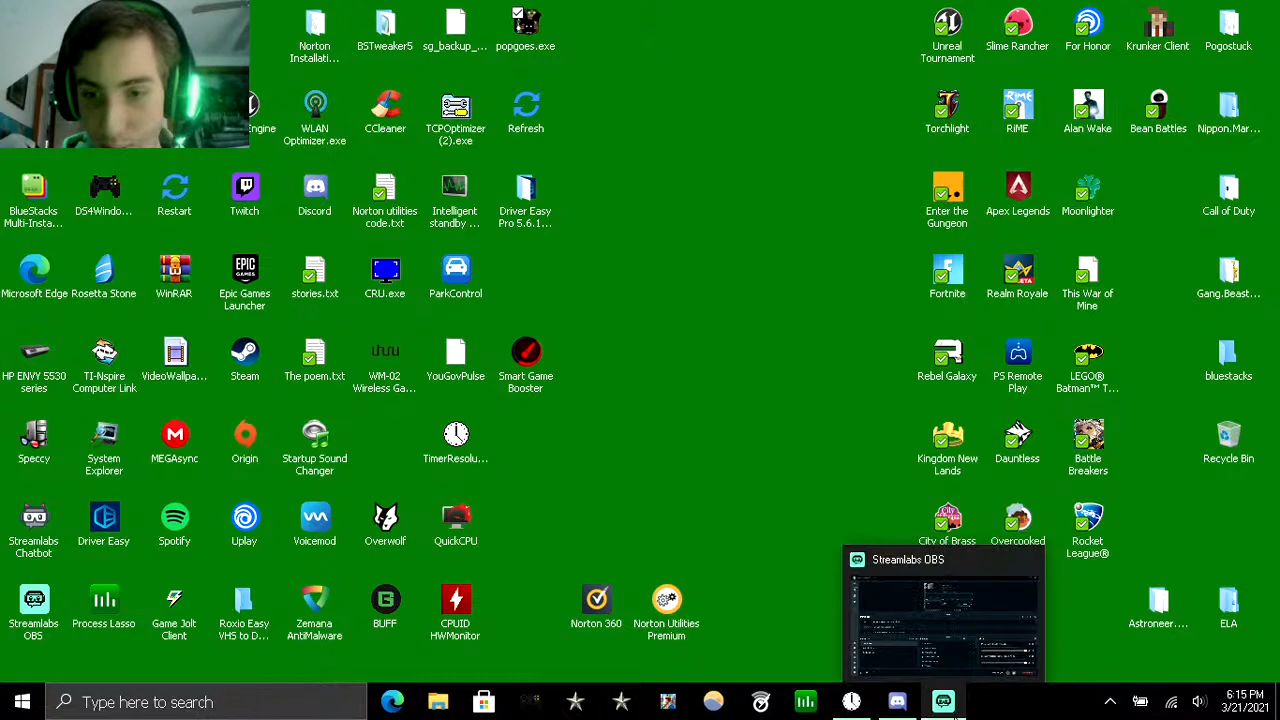 Norton
Installati...
BSTweaker5
sg_backup_...
popgoes.exe
Unreal
Tournament
Slime Rancher
For Honor
Krunker Client
Pogostuck
Engine
WLAN
Optimizer.exe
CCleaner
TCPOptimizer
(2).exe
Refresh
Torchlight
RiME
RIME
Alan Wake
Bean Battles
Nippon.Mar...
BlueStacks
Multi-Insta...
DS4Windo...
Restart
Twitch
Discord
Norton utilities
code.txt
Intelligent
standby ...
Driver Easy
Pro 5.6.1...
Enter the
Gungeon
Apex Legends
Moonlighter
Call of Duty
Microsoft Edge
Rosetta Stone
WinRAR
EPIC
GAMES
Epic Games
Launcher
stories.txt
CRU.exe
ParkControl
Fortnite
Realm Royale
This War of
Mine
Gang.Beast...
HP ENVY 5530
series
TI-Nspire
Computer Link
VideoWallpa...
Steam
The poem.txt
WM-02
Wireless Ga...
YouGovPulse
Smart Game
Booster
Rebel Galaxy
PS Remote
Play
LEGO®
Batman™ T...
bluestacks
Speccy
System
Explorer
MEGAsync
Origin
Startup Sound
Changer
TimerResolu...
Kingdom New
Lands
Dauntless
Battle
Breakers
Recycle Bin
Streamlabs
Chatbot
Driver Easy
Spotify
Uplay
Voicemod
Overwolf
QuickCPU
City of Brass
Overcooked
Rocket
League®
Streamlabs OBS
Streamlabs
OBS
Process Lasso
Game Jolt
Client
Roxio Easy
VHS to D...
Zemana
AntiMalware
BUFF
CPUID
HWMonitor
Norton 360
Norton Utilities
Premium
Astroneer....
ELA
Type here to search
6:15 PM
3/21/2021